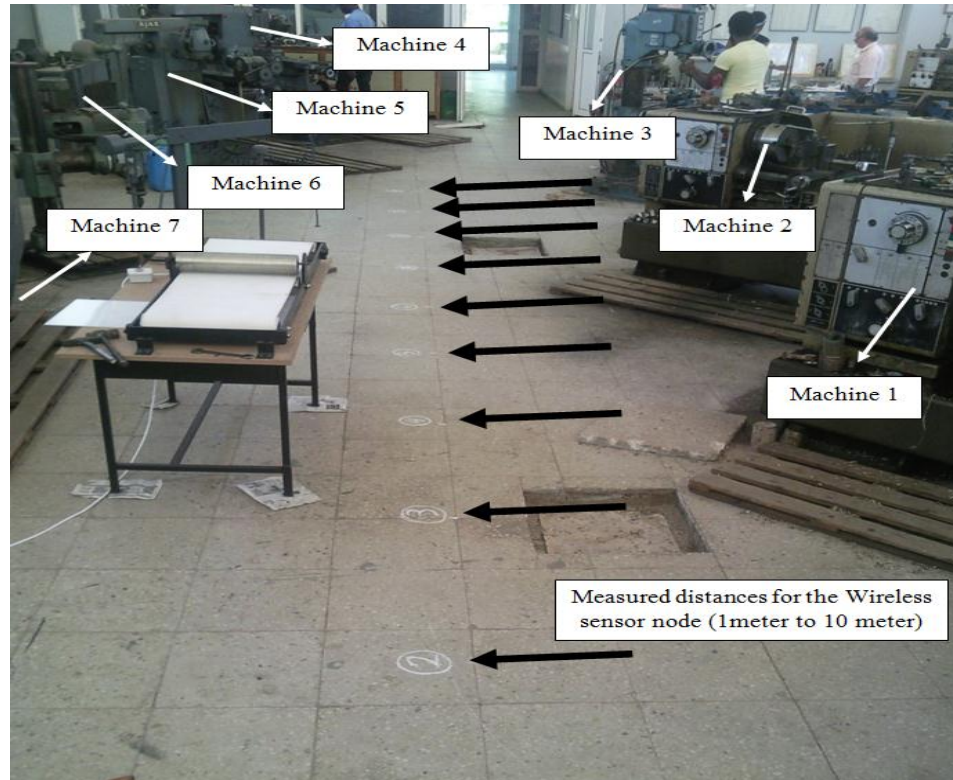 AJAX
Machine 4
Machine 5
Machine 3
Machine 6
Machine 2
Machine 7
Machine 1
3
Measured distances for the Wireless
sensor node (1meter to 10 meter)
2